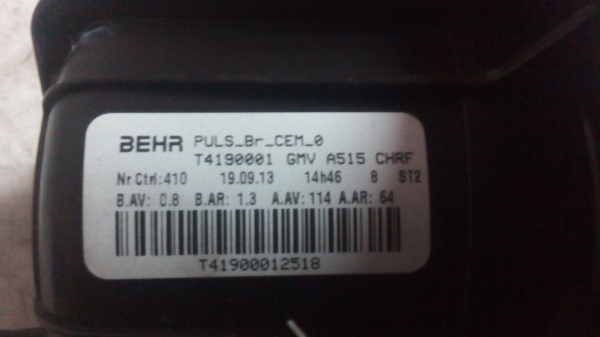 BEHR PULS_Br_CEM_0
T4190001 GMV A515 CHRF
Nr Ctrl:410 19.09.13 14h46 8 ST2
B.AV: 0.8 B.AR: 1.3 A.AV: 114 A.AR: 64
T41900012518